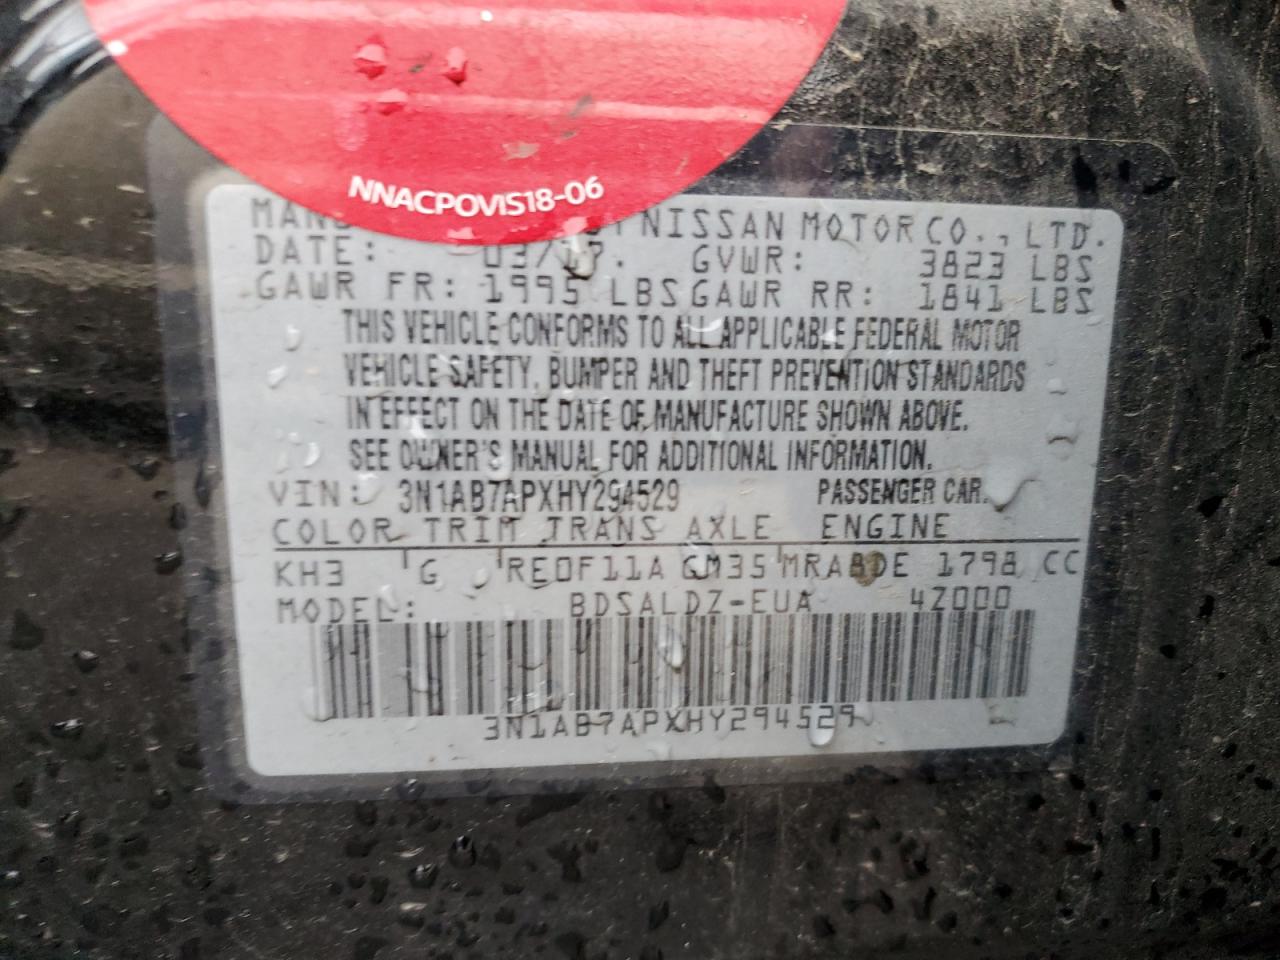 NNACPOVIS18-06
NISSAN MOTOR CO., LTD.
DATE: 03/17. GVWR: 3823 LBS
GAWR FR: 1995 LBS GAWR RR: 1841 LBS
THIS VEHICLE CONFORMS TO ALL APPLICABLE FEDERAL MOTOR
VEHICLE SAFETY, BUMPER AND THEFT PREVENTION STANDARDS
IN EFFECT ON THE DATE OF MANUFACTURE SHOWN ABOVE.
SEE OWNER'S MANUAL FOR ADDITIONAL INFORMATION.
VIN: 3N1AB7APXHY294529 PASSENGER CAR.
COLOR TRIM TRANS AXLE ENGINE
KH3 G RE0F11A GM35 MRA8DE 1798 CC
MODEL: BDSALDZ-EUA 4Z000
3N1AB7APXHY294529